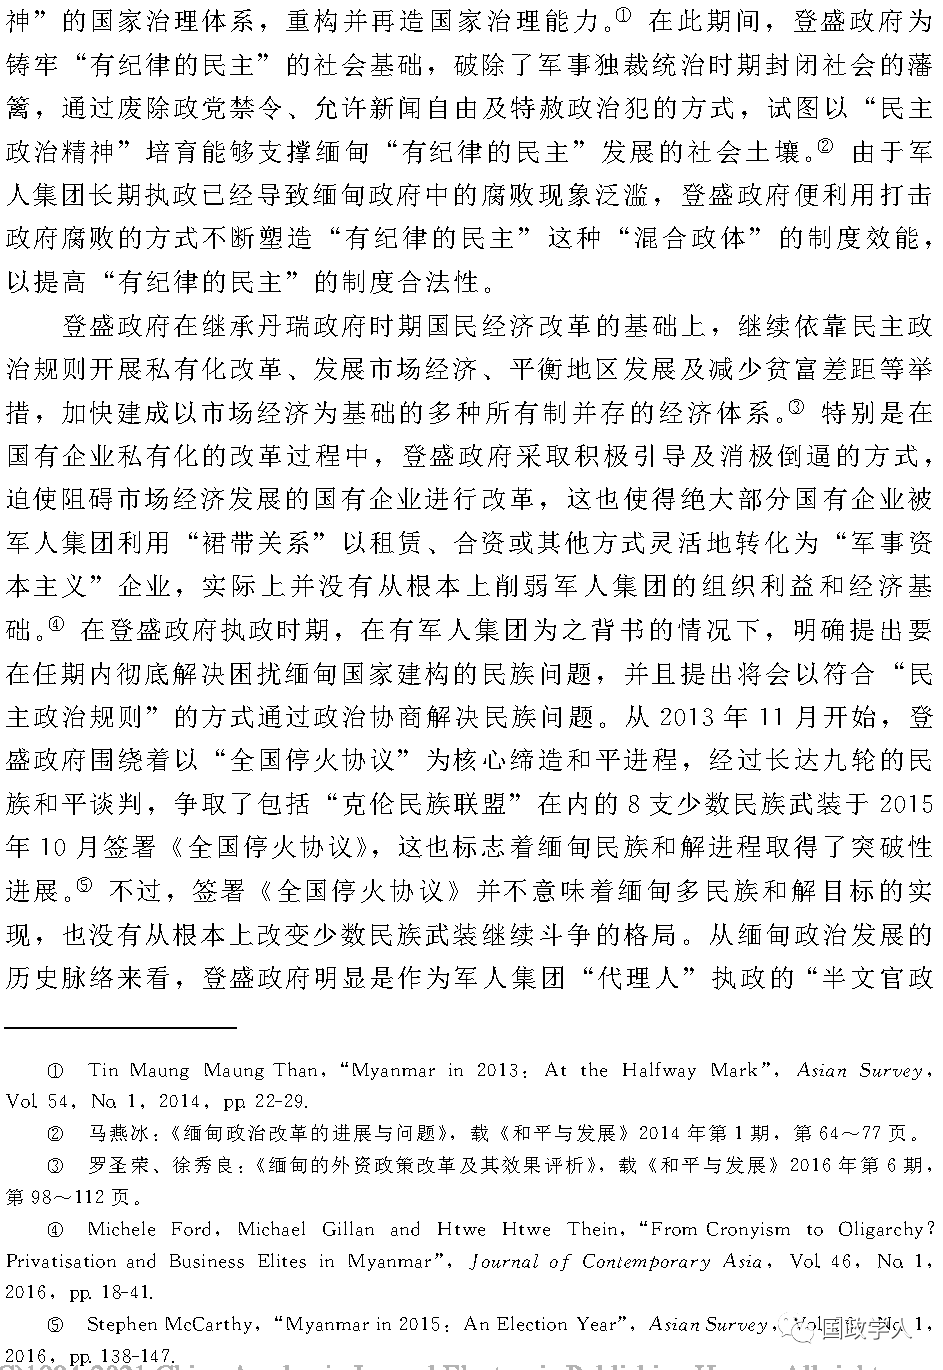 神”的国家治理体系，重构并再造国家治理能力。① 在此期间，登盛政府为
铸牢“有纪律的民主”的社会基础，破除了军事独裁统治时期封闭社会的藩
篱，通过废除政党禁令、允许新闻自由及特赦政治犯的方式，试图以“民主
政治精神”培育能够支撑缅甸“有纪律的民主”发展的社会土壤。② 由于军
人集团长期执政已经导致缅甸政府中的腐败现象泛滥，登盛政府便利用打击
政府腐败的方式不断塑造“有纪律的民主”这种“混合政体”的制度效能，
以提高“有纪律的民主”的制度合法性。
登盛政府在继承丹瑞政府时期国民经济改革的基础上，继续依靠民主政
治规则开展私有化改革、发展市场经济、平衡地区发展及减少贫富差距等举
措，加快建成以市场经济为基础的多种所有制并存的经济体系。③ 特别是在
国有企业私有化的改革过程中，登盛政府采取积极引导及消极倒逼的方式，
迫使阻碍市场经济发展的国有企业进行改革，这也使得绝大部分国有企业被
军人集团利用“裙带关系”以租赁、合资或其他方式灵活地转化为“军事资
本主义”企业，实际上并没有从根本上削弱军人集团的组织利益和经济基
础。④ 在登盛政府执政时期，在有军人集团为之背书的情况下，明确提出要
在任期内彻底解决困扰缅甸国家建构的民族问题，并且提出将会以符合“民
主政治规则”的方式通过政治协商解决民族问题。从 2013 年 11 月开始，登
盛政府围绕着以“全国停火协议”为核心缔造和平进程，经过长达九轮的民
族和平谈判，争取了包括“克伦民族联盟”在内的 8 支少数民族武装于 2015
年 10 月签署《全国停火协议》，这也标志着缅甸民族和解进程取得了突破性
进展。⑤ 不过，签署《全国停火协议》并不意味着缅甸多民族和解目标的实
现，也没有从根本上改变少数民族武装继续斗争的格局。从缅甸政治发展的
历史脉络来看，登盛政府明显是作为军人集团“代理人”执政的“半文官政
① Tin Maung Maung Than, “Myanmar in 2013: At the Halfway Mark”, Asian Survey,
Vol. 54, No. 1, 2014, pp. 22-29.
② 马燕冰：《缅甸政治改革的进展与问题》，载《和平与发展》2014 年第 1 期，第 64～77 页。
③ 罗圣荣、徐秀良：《缅甸的外资政策改革及其效果评析》，载《和平与发展》2016 年第 6 期，
第 98～112 页。
④ Michele Ford, Michael Gillan and Htwe Htwe Thein, “From Cronyism to Oligarchy?
Privatisation and Business Elites in Myanmar”, Journal of Contemporary Asia, Vol. 46, No. 1,
2016, pp. 18-41.
⑤ Stephen McCarthy, “Myanmar in 2015: An Election Year”, Asian Survey, Vol. No. 1,
2016, pp. 138-147.
国政学人